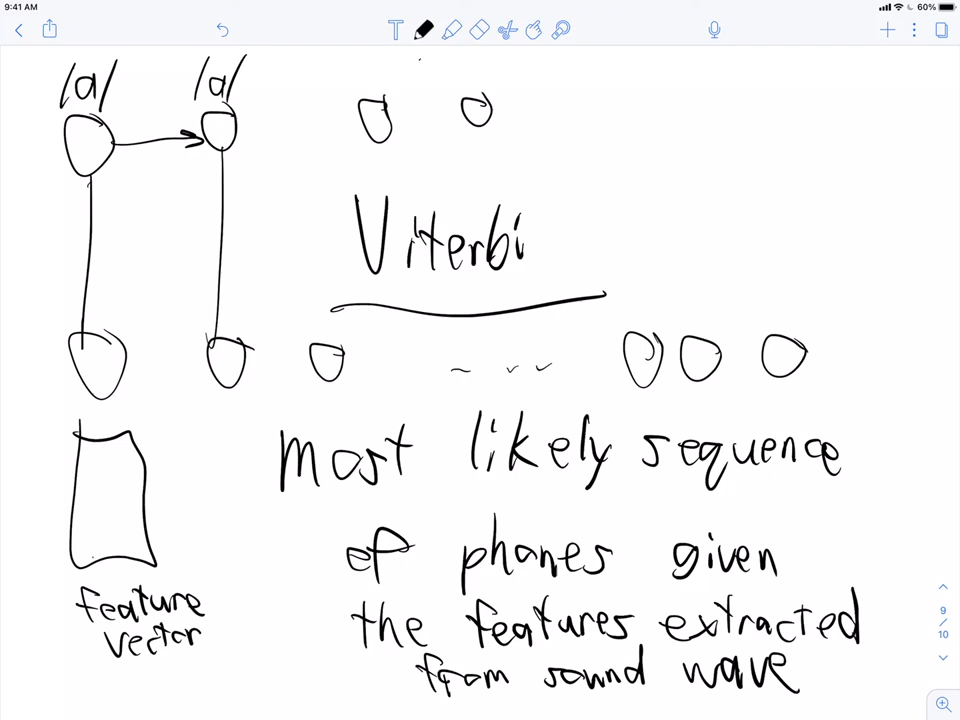 9:41 AM
60%
T
/a/ /a/
Viterbi
most likely sequence
of phones given
the features extracted
from sound wave
feature
vector
9
/
10